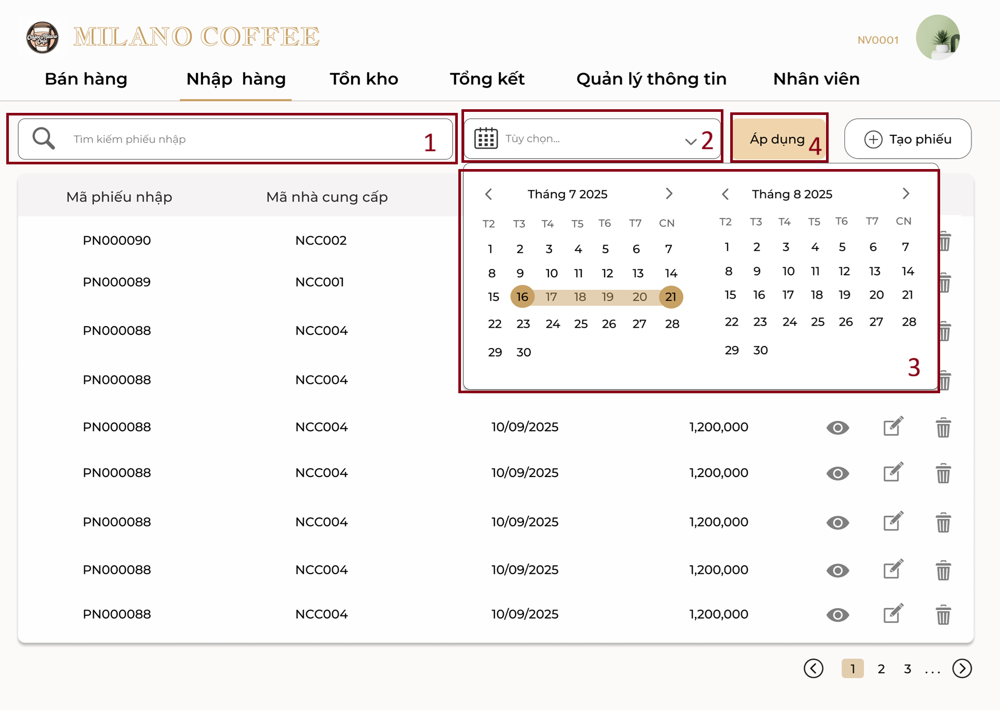 Coffee Milano
Cafe
MILANO COFFEE
NV0001
Bán hàng Nhập hàng Tồn kho Tổng kết Quản lý thông tin Nhân viên
Tìm kiếm phiếu nhập 1 Tùy chọn... 2 Áp dụng 4 Tạo phiếu
Mã phiếu nhập Mã nhà cung cấp
Tháng 7 2025 Tháng 8 2025
T2 T3 T4 T5 T6 T7 CN T2 T3 T4 T5 T6 T7 CN
1 2 3 4 5 6 7 1 2 3 4 5 6 7
8 9 10 11 12 13 14 8 9 10 11 12 13 14
15 16 17 18 19 20 21 15 16 17 18 19 20 21
22 23 24 25 26 27 28 22 23 24 25 26 27 28
29 30 29 30
3
PN000090 NCC002
PN000089 NCC001
PN000088 NCC004
PN000088 NCC004
PN000088 NCC004 10/09/2025 1,200,000
PN000088 NCC004 10/09/2025 1,200,000
PN000088 NCC004 10/09/2025 1,200,000
PN000088 NCC004 10/09/2025 1,200,000
PN000088 NCC004 10/09/2025 1,200,000
1 2 3 ...